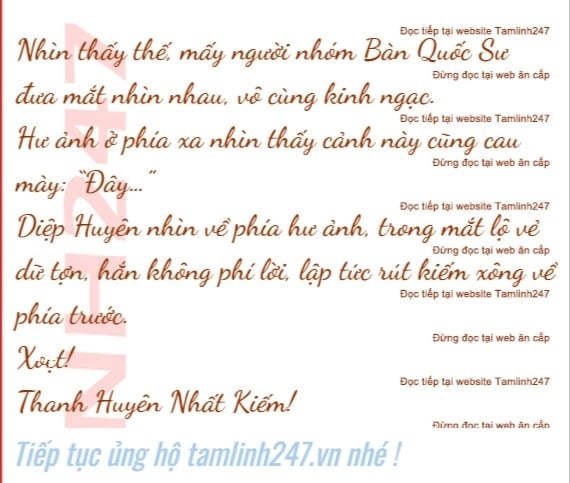 Đọc tiếp tại website Tamlinh247
Nhìn thấy thế, mấy người nhóm Bàn Quốc Sư
Đừng đọc tại web ăn cắp
đưa mắt nhìn nhau, vô cùng kinh ngạc.
Đọc tiếp tại website Tamlinh247
Hư ảnh ở phía xa nhìn thấy cảnh này cũng cau
Đừng đọc tại web ăn cắp
mày: “Đây...”
Đọc tiếp tại website Tamlinh247
Diệp Huyên nhìn về phía hư ảnh, trong mắt lộ vẻ
Đừng đọc tại web ăn cắp
dữ tợn, hắn không phí lời, lập tức rút kiếm xông về
Đọc tiếp tại website Tamlinh247
phía trước.
Đừng đọc tại web ăn cắp
Xoẹt!
Đọc tiếp tại website Tamlinh247
Thanh Huyên Nhất Kiếm!
Đừng đọc tại web ăn cắp
Tiếp tục ủng hộ tamlinh247.vn nhé !
NH247